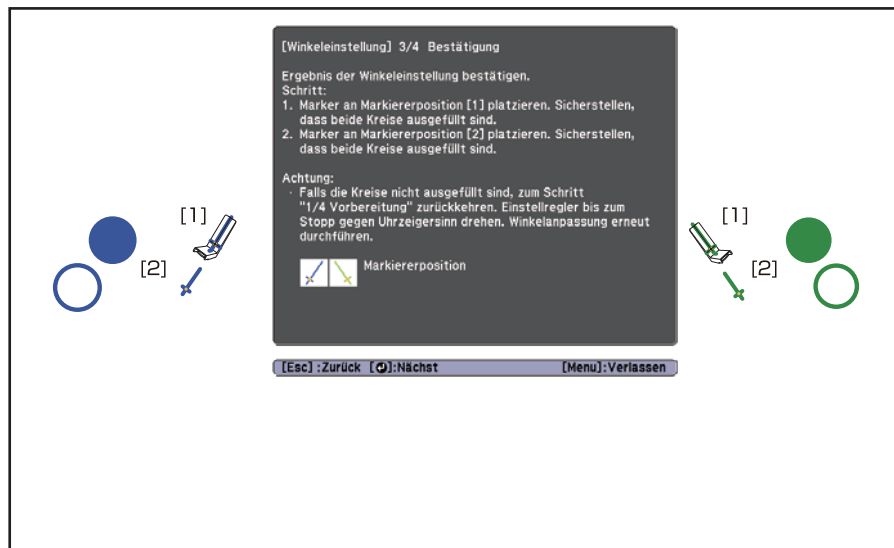 [Winkeleinstellung] 3/4 Bestätigung
Ergebnis der Winkeleinstellung bestätigen.
Schritt:
1. Marker an Markiererposition [1] platzieren. Sicherstellen,
dass beide Kreise ausgefüllt sind.
2. Marker an Markiererposition [2] platzieren. Sicherstellen,
dass beide Kreise ausgefüllt sind.
Achtung:
· Falls die Kreise nicht ausgefüllt sind, zum Schritt
"1/4 Vorbereitung" zurückkehren. Einstellregler bis zum
Stopp gegen Uhrzeigersinn drehen. Winkelanpassung erneut
durchführen.
[1]
[2]
[1]
[2]
Markiererposition
[Esc] :Zurück [⏎]:Nächst [Menu]:Verlassen